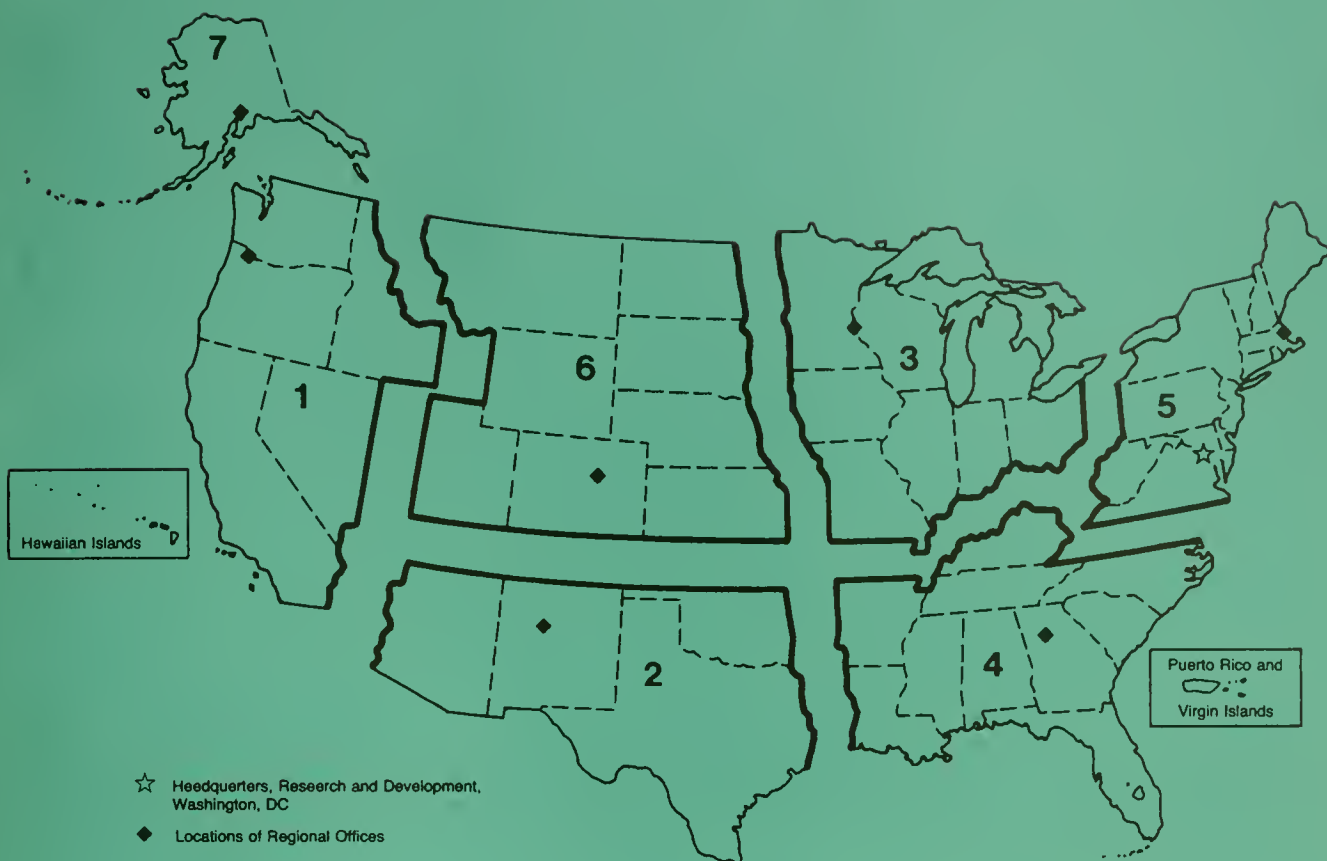 7
6
3
1
5
Hawaiian Islands
2
4
Puerto Rico and
Virgin Islands
Heedquerters, Reseerch and Development,
Washington, DC
Locations of Regional Offices